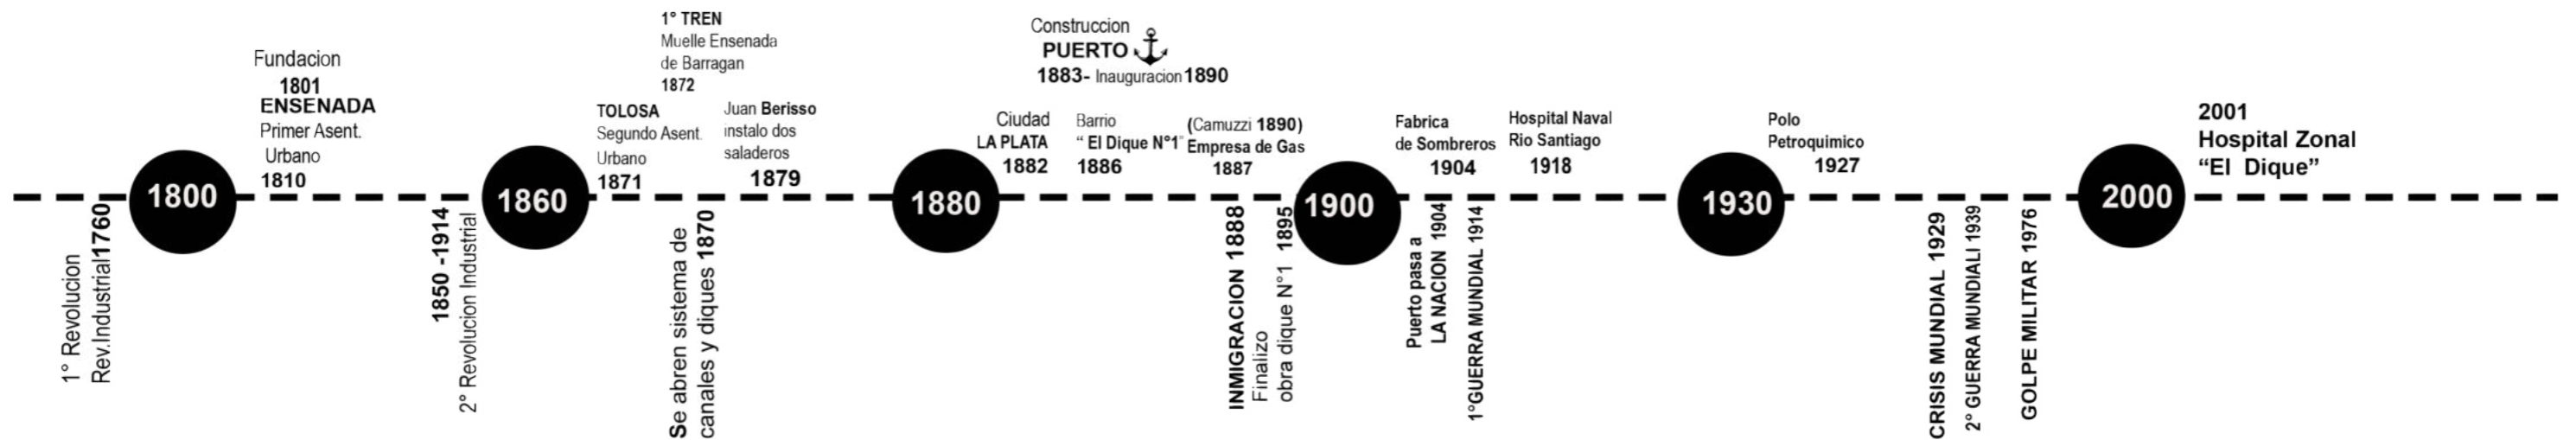 1° Revolucion
Rev.Industrial1760
1800
Fundacion
1801
ENSENADA
Primer Asent.
Urbano
1810
1850 -1914
2° Revolucion Industrial
1860
TOLOSA
Segundo Asent.
Urbano
1871
1° TREN
Muelle Ensenada
de Barragan
1872
Juan Berisso
instalo dos
saladeros
1879
Se abren sistema de
canales y diques 1870
1880
Ciudad
LA PLATA
1882
Construccion
PUERTO
1883- Inauguracion1890
Barrio
“ El Dique N°1"
1886
(Camuzzi 1890)
Empresa de Gas
1887
INMIGRACION 1888
Finalizo
obra dique N°1 1895
1900
Fabrica
de Sombreros
1904
Hospital Naval
Rio Santiago
1918
Puerto pasa a
LA NACION 1904
1°GUERRA MUNDIAL 1914
1930
Polo
Petroquimico
1927
CRISIS MUNDIAL 1929
2° GUERRA MUNDIALI 1939
GOLPE MILITAR 1976
2000
2001
Hospital Zonal
“El Dique”